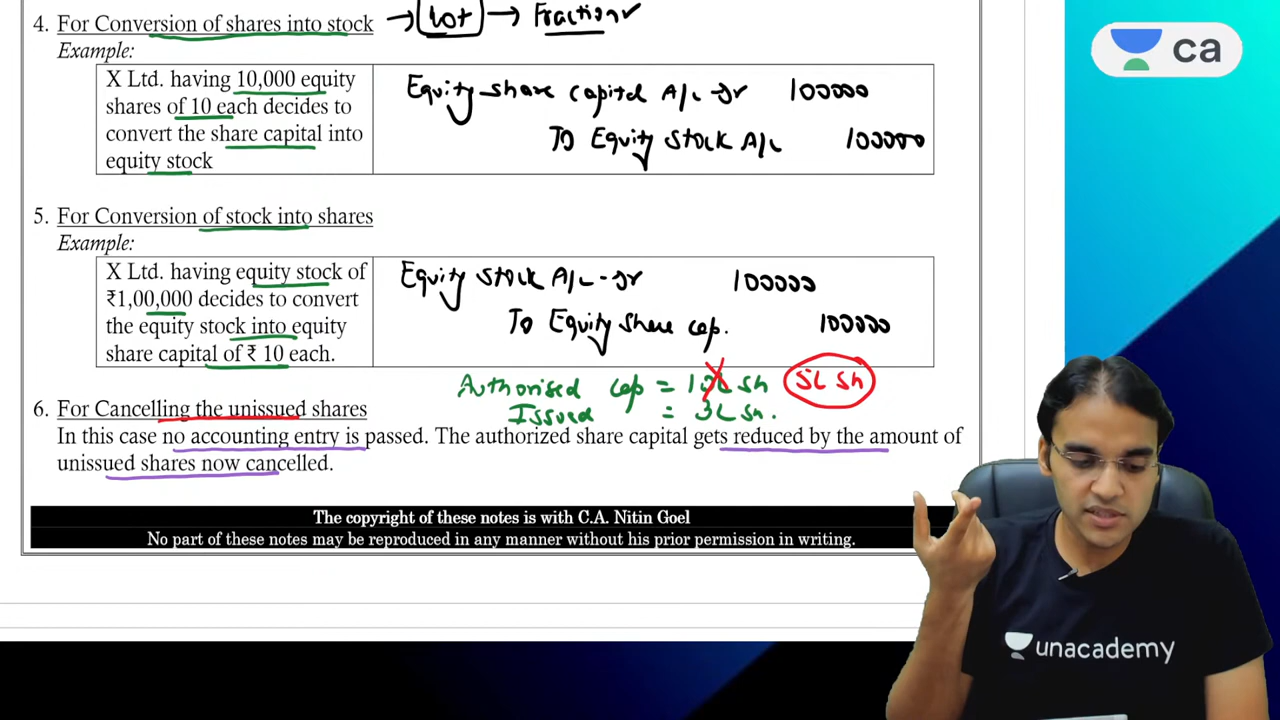 4. For Conversion of shares into stock → Lot → Fraction ✓
Example:
X Ltd. having 10,000 equity
shares of 10 each decides to
convert the share capital into
equity stock
Equity share capital A/c Dr 100000
To Equity stock A/c 100000
5. For Conversion of stock into shares
Example:
X Ltd. having equity stock of
₹1,00,000 decides to convert
the equity stock into equity
share capital of ₹ 10 each.
Equity stock A/c - Dr 100000
To Equity share cap. 100000
Authorised cap = 10L sh 5L sh
Issued = 3L sh.
6. For Cancelling the unissued shares
In this case no accounting entry is passed. The authorized share capital gets reduced by the amount of
unissued shares now cancelled.
The copyright of these notes is with C.A. Nitin Goel
No part of these notes may be reproduced in any manner without his prior permission in writing.
ca
unacademy